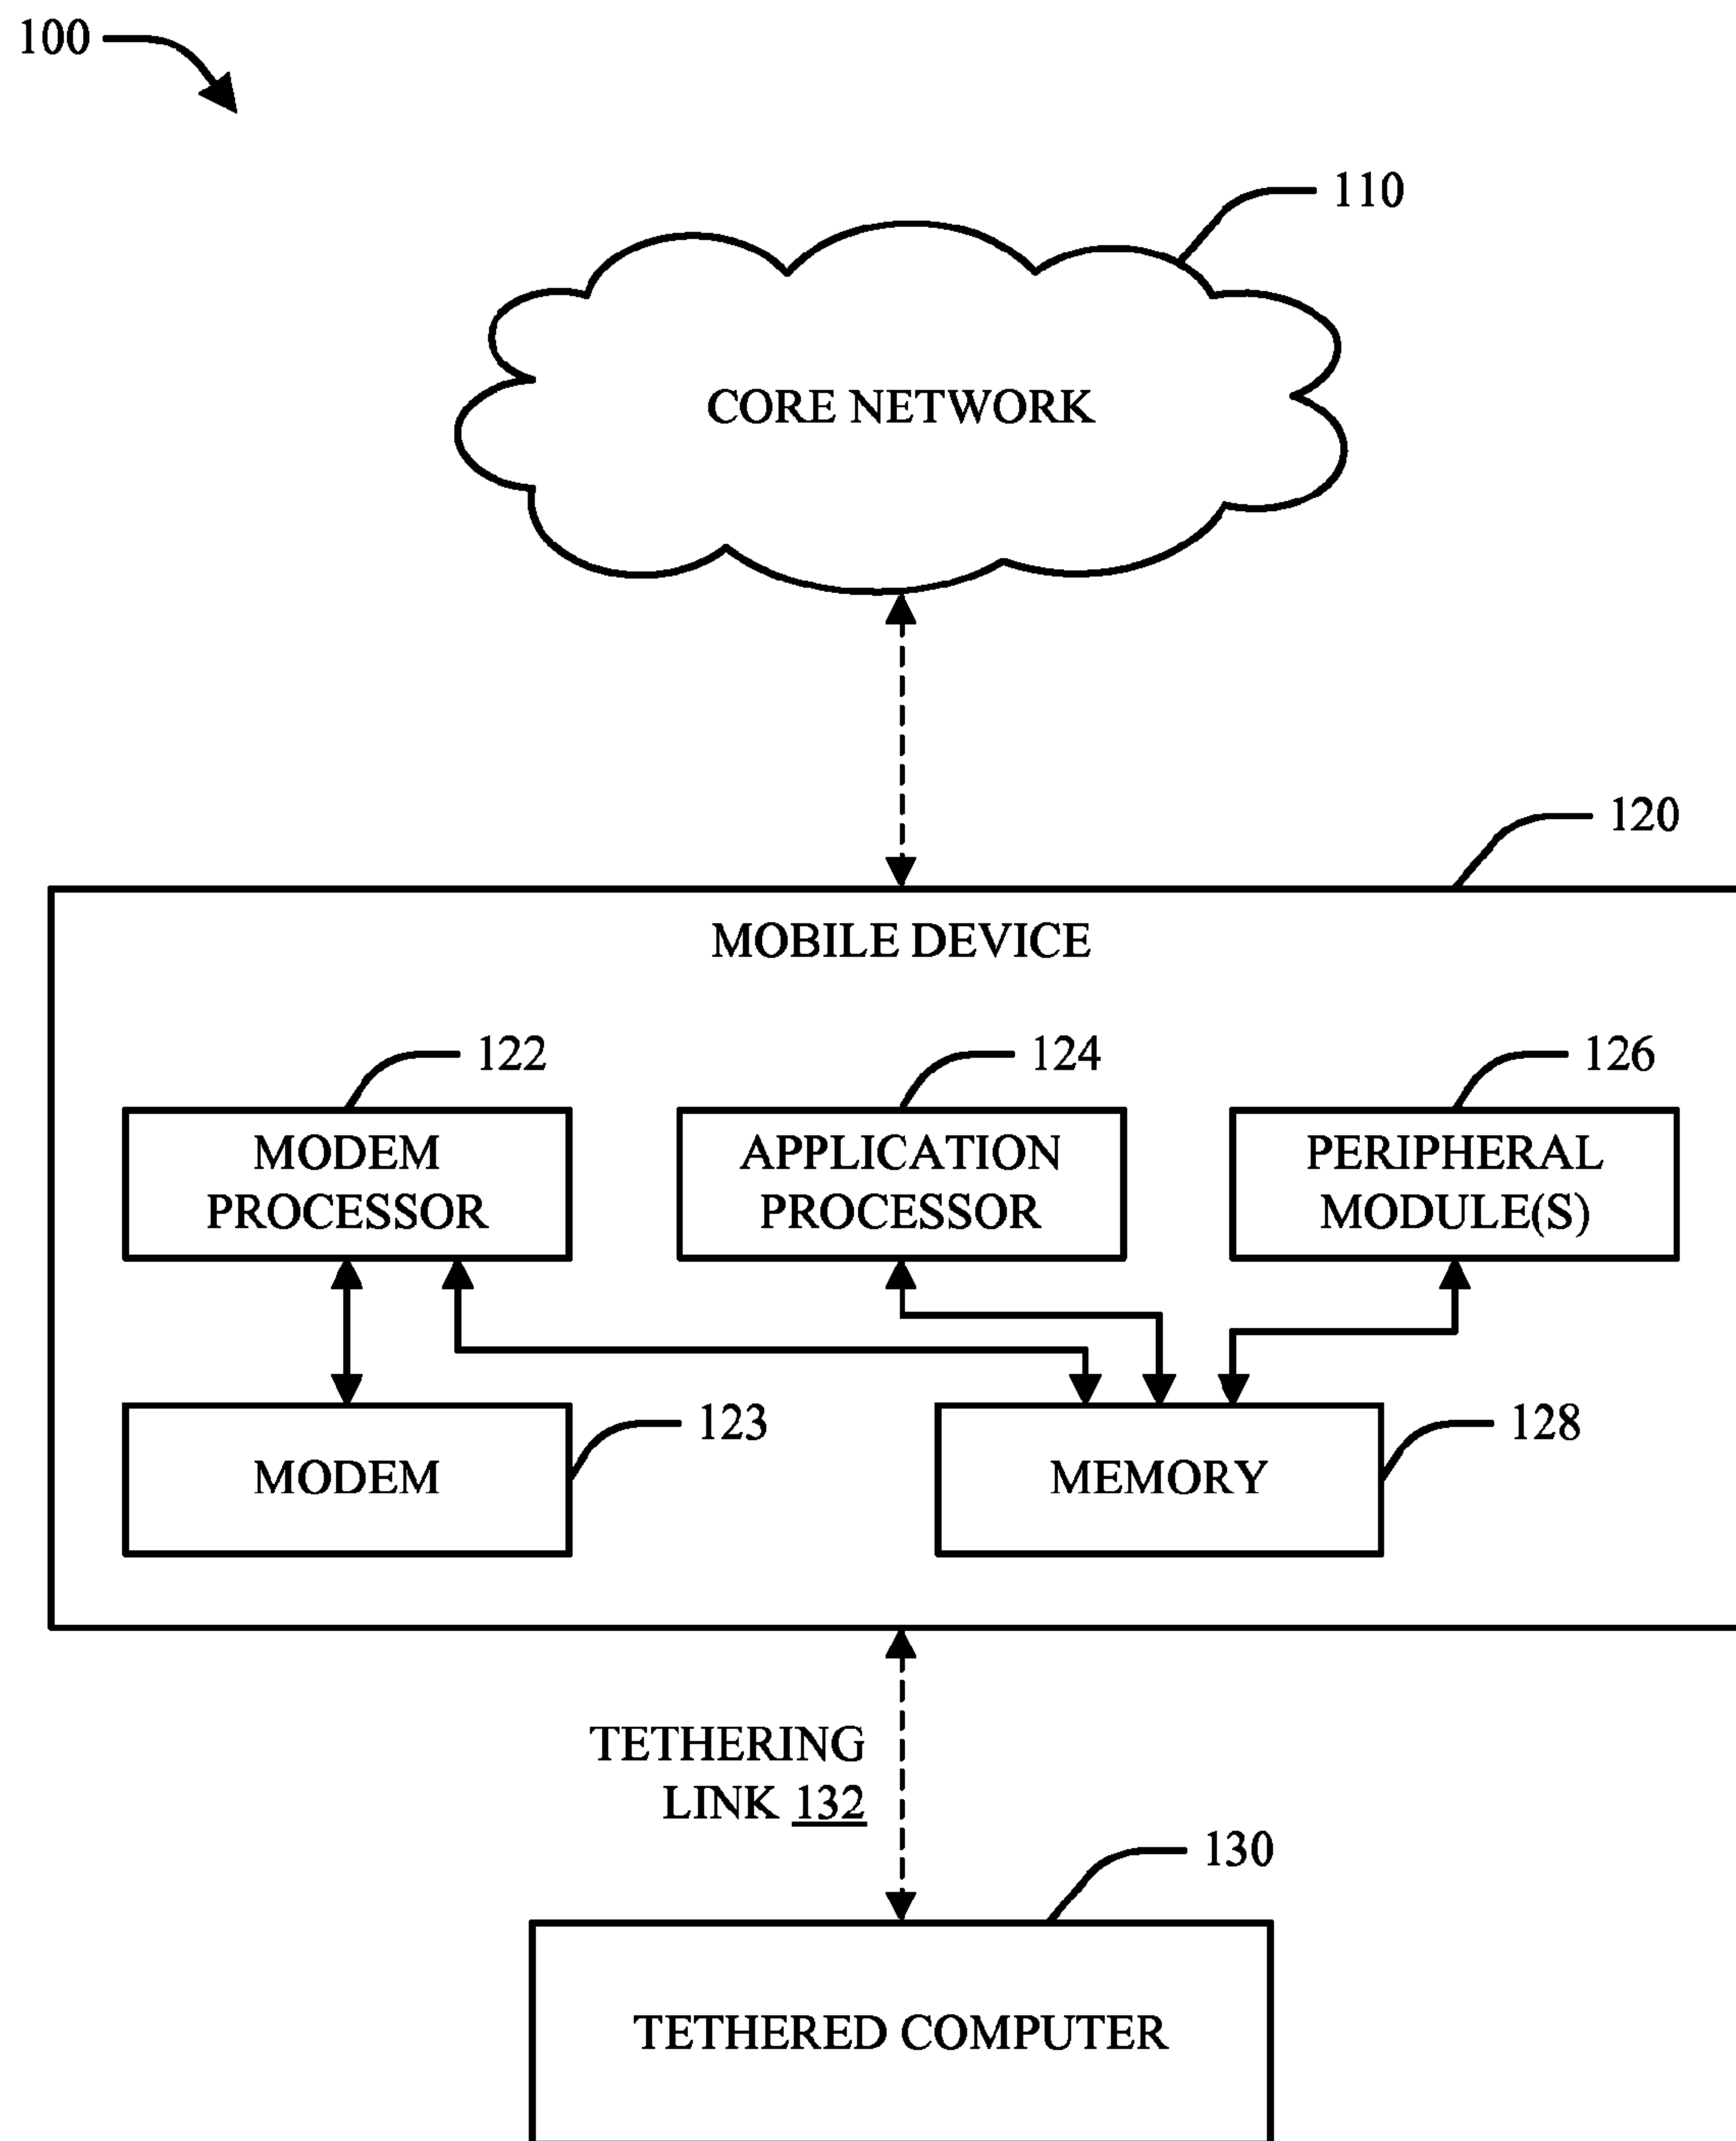 100
110
CORE NETWORK
120
MOBILE DEVICE
122
124
126
MODEM
PROCESSOR
APPLICATION
PROCESSOR
PERIPHERAL
MODULE(S)
123
128
MODEM
MEMORY
TETHERING
LINK 132
130
TETHERED COMPUTER